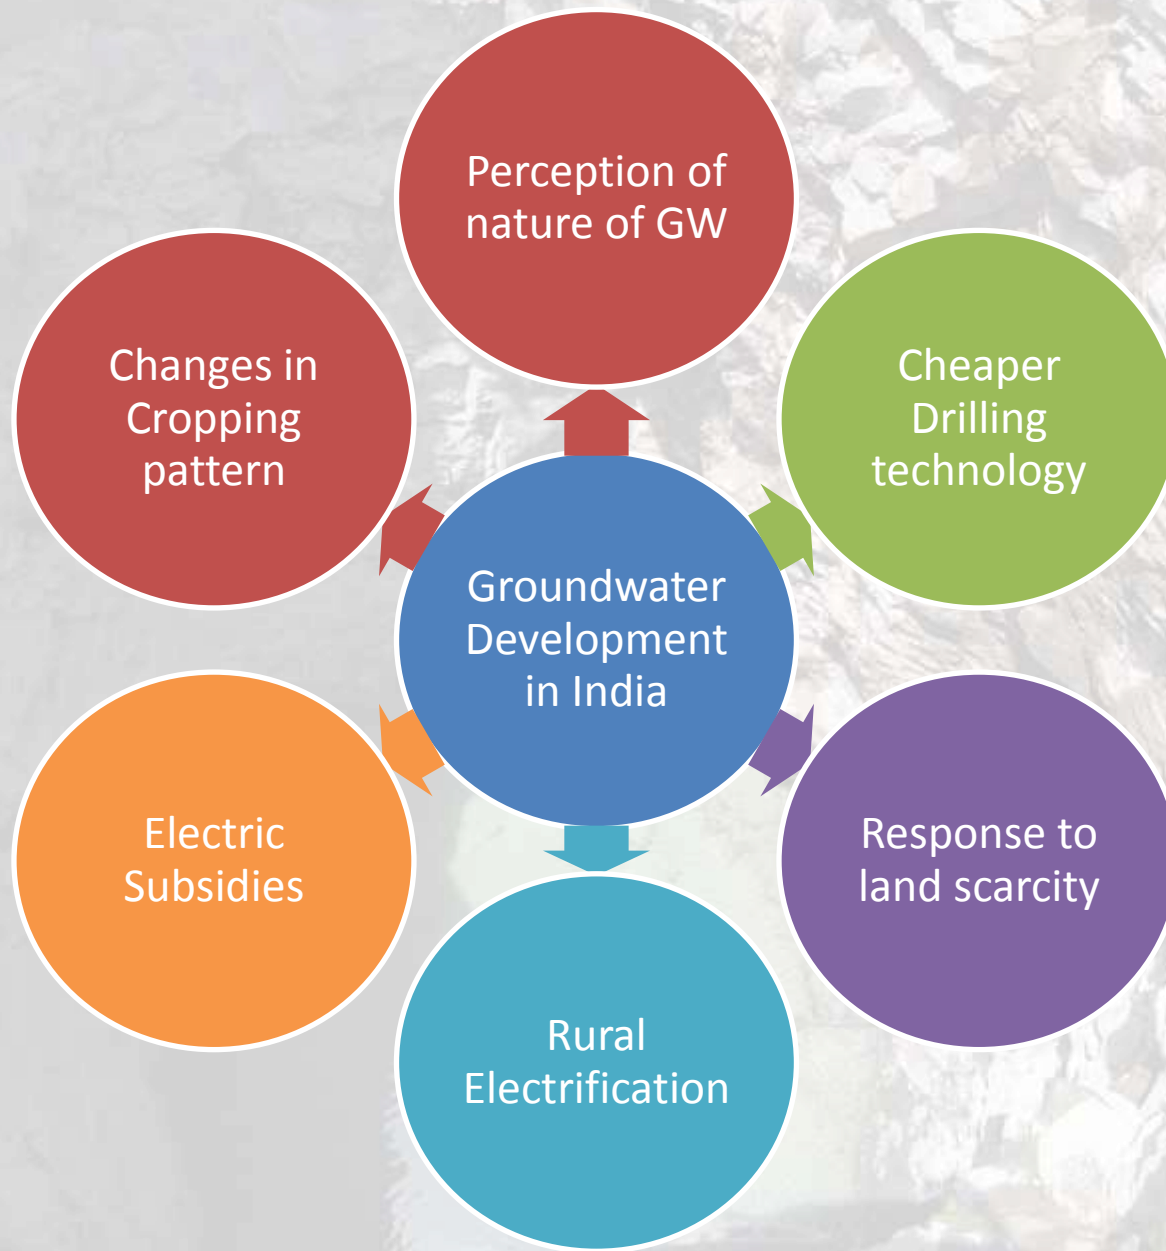 Perception of
nature of GW
Cheaper
Drilling
technology
Response to
land scarcity
Rural
Electrification
Electric
Subsidies
Changes in
Cropping
pattern
Groundwater
Development
in India